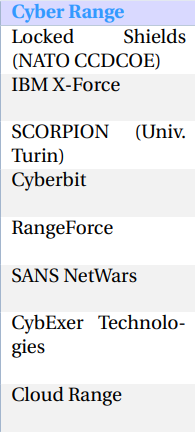 Cyber Range
Locked Shields
(NATO CCDCOE)
IBM X-Force
SCORPION (Univ.
Turin)
Cyberbit
RangeForce
SANS NetWars
CybExer Technolo-
gies
Cloud Range